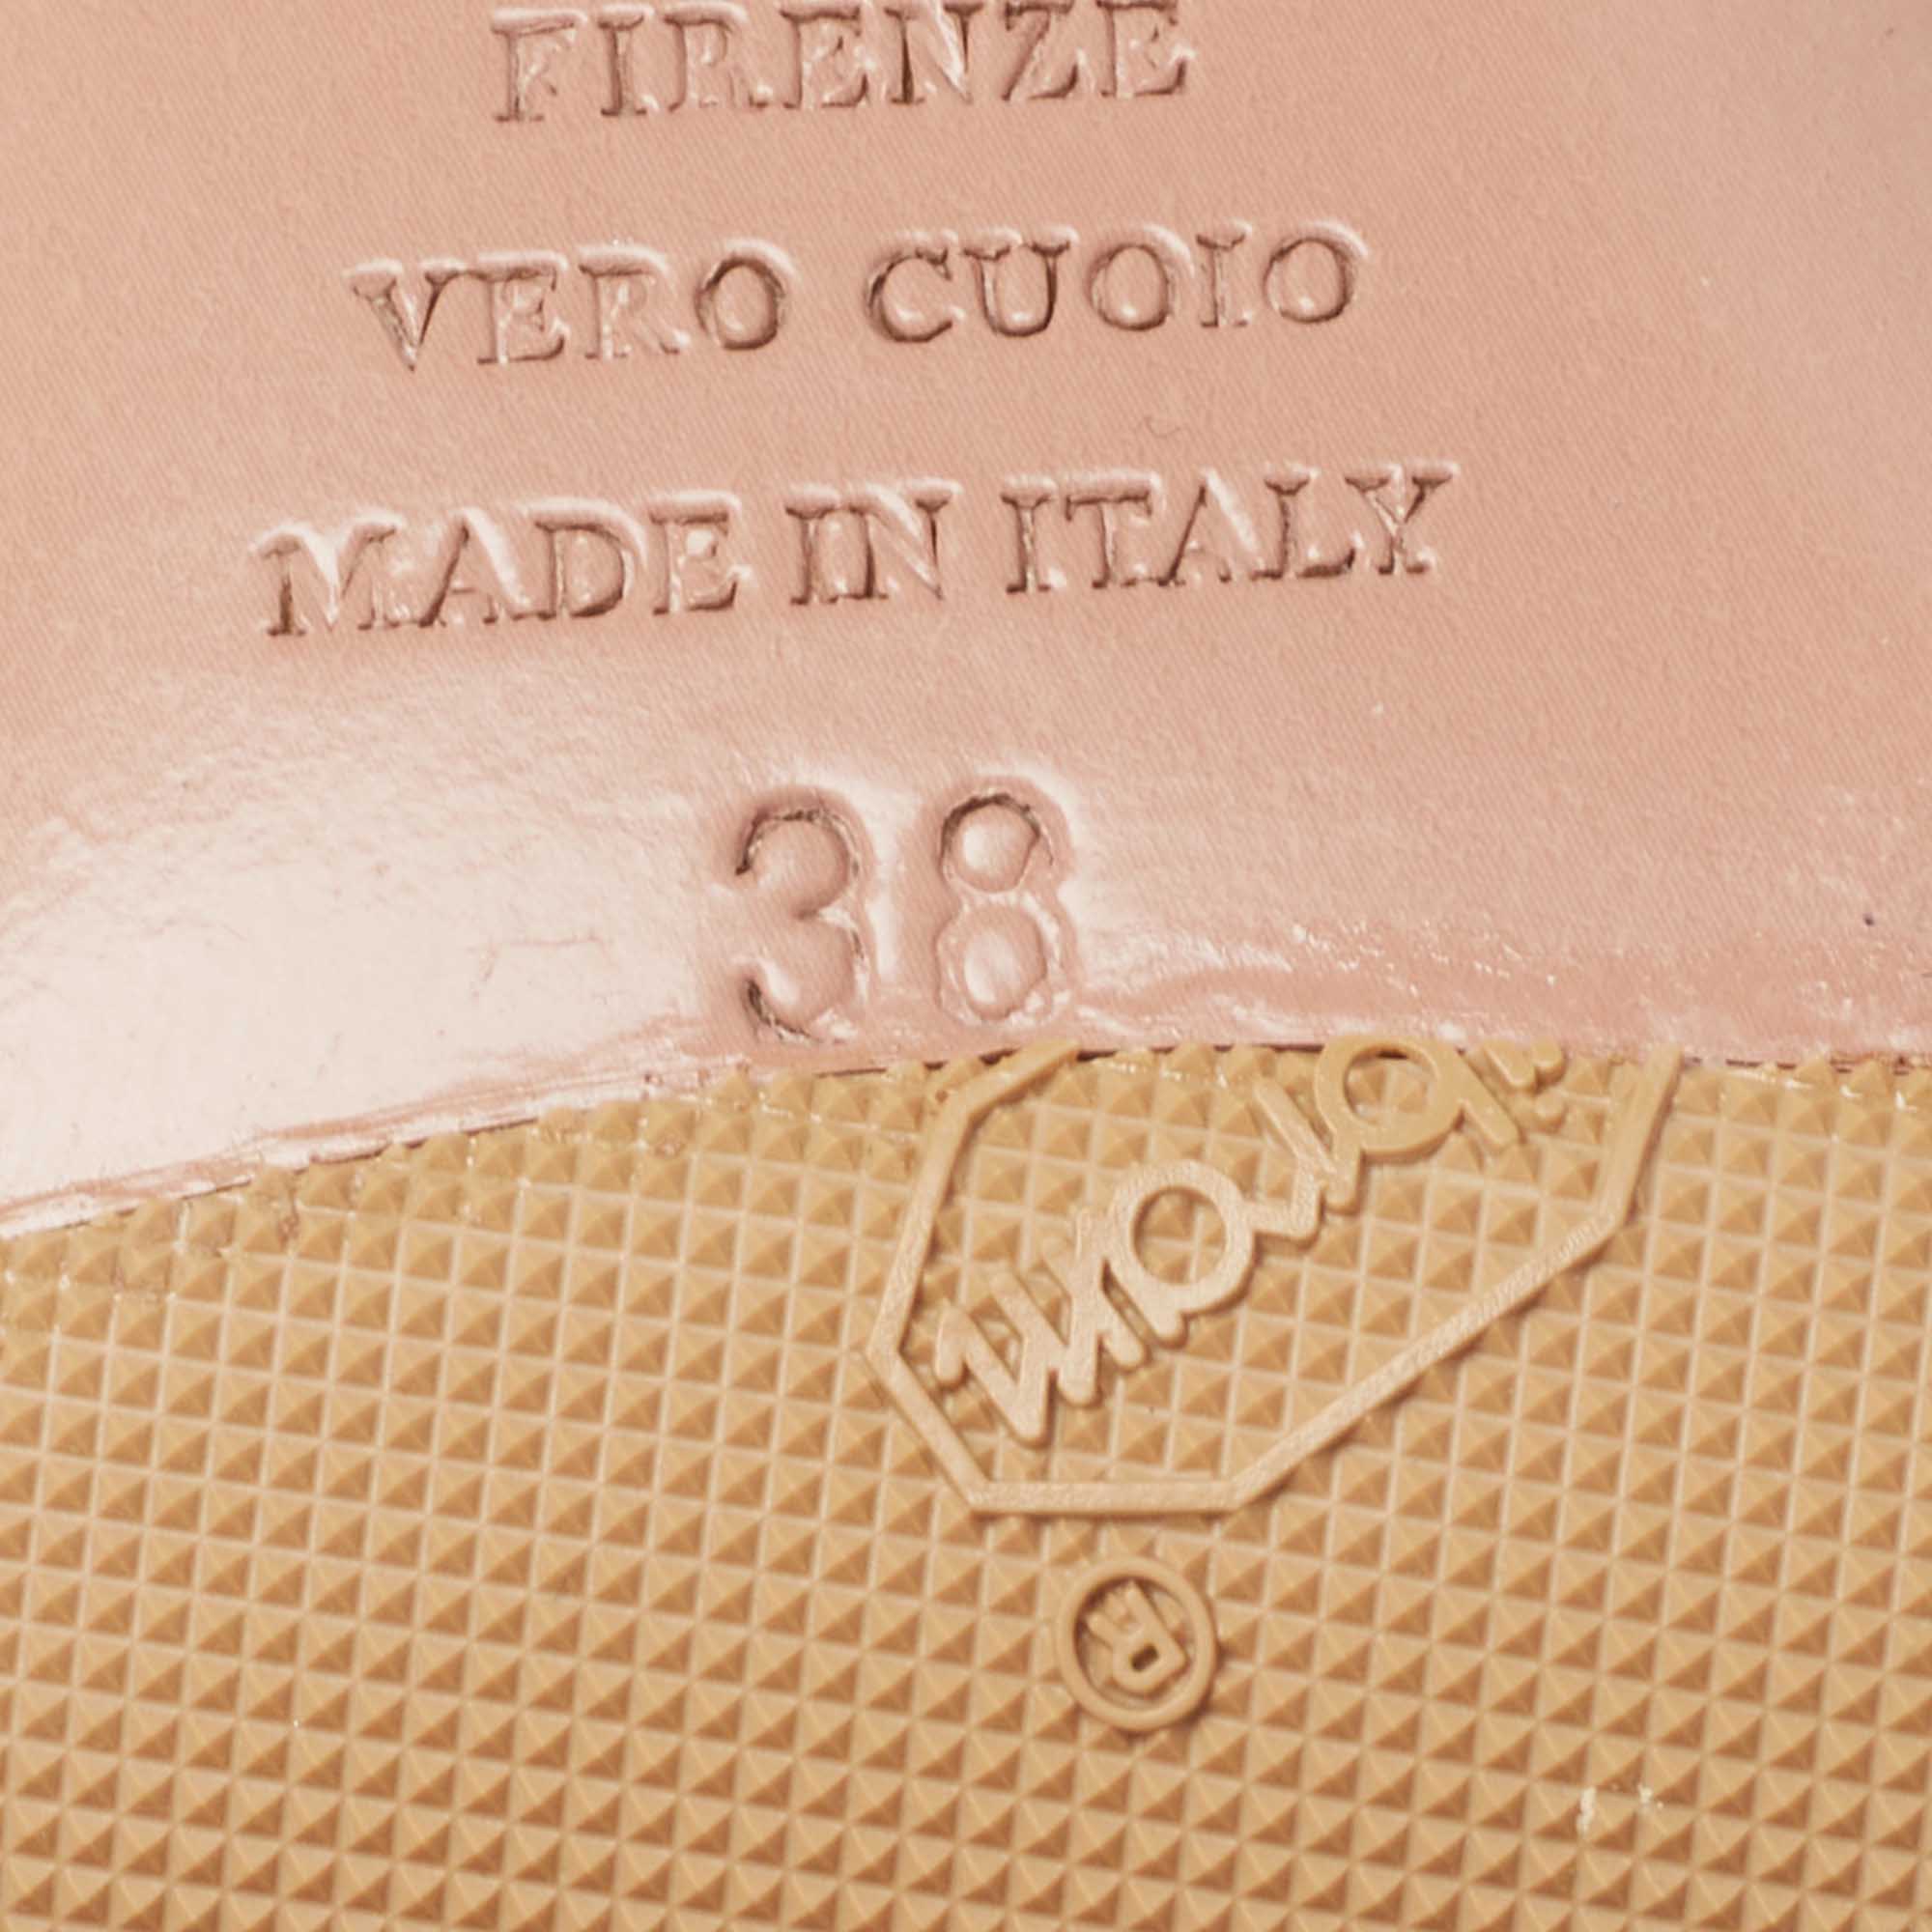 FIRENZE
VERO CUOIO
MADE IN ITALY
38
®